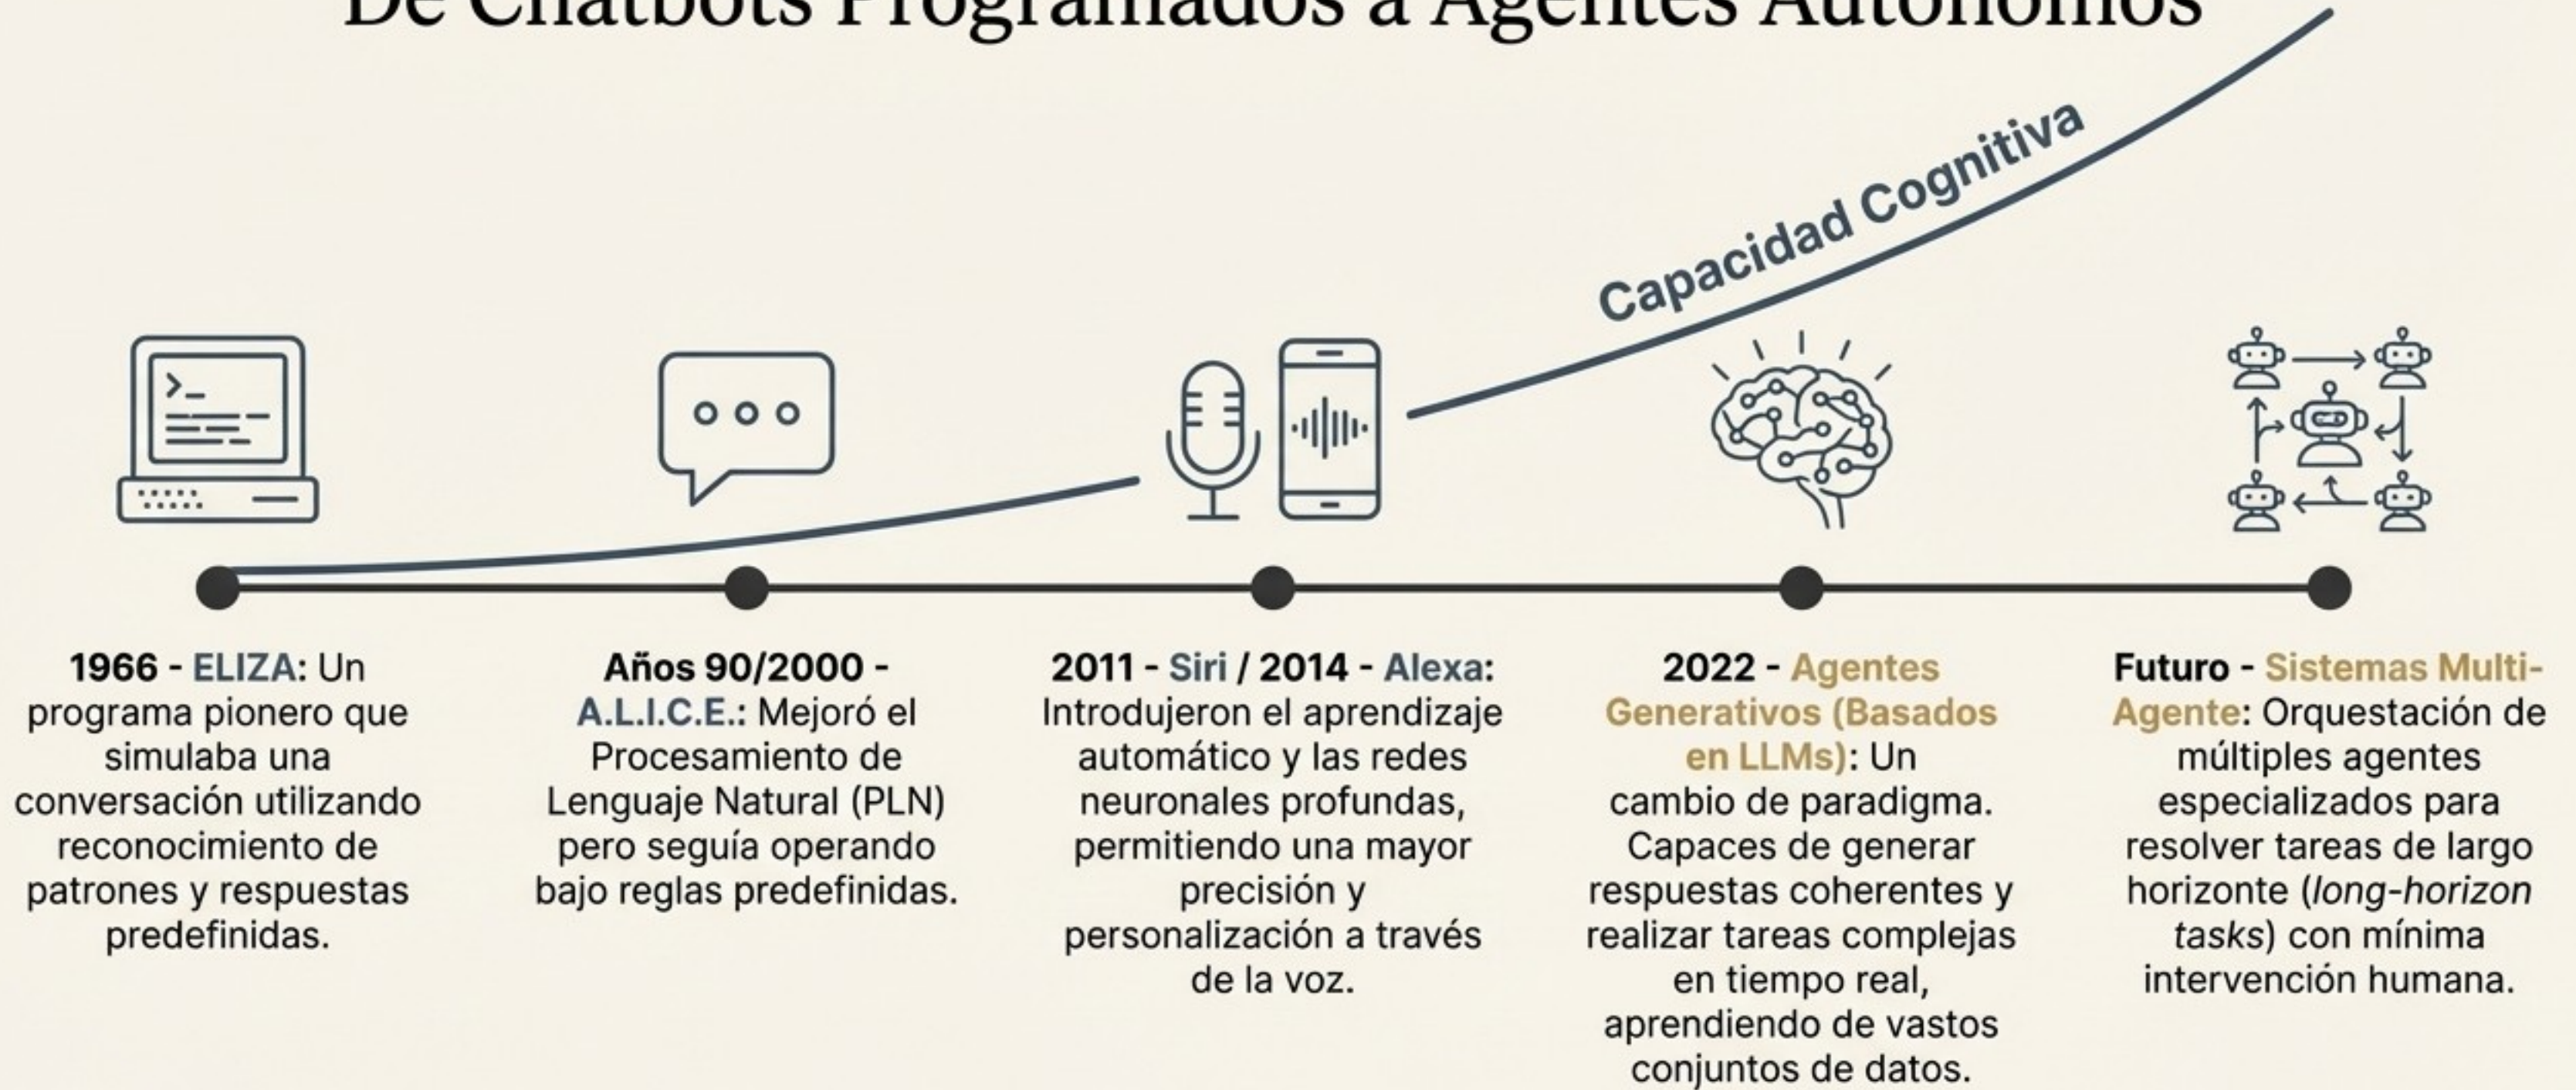 De Chatbots Programados a Agentes Autónomos
Capacidad Cognitiva
>_
1966 - ELIZA: Un
programa pionero que
simulaba una
conversación utilizando
reconocimiento de
patrones y respuestas
predefinidas.
Años 90/2000 -
A.L.I.C.E.: Mejoró el
Procesamiento de
Lenguaje Natural (PLN)
pero seguía operando
bajo reglas predefinidas.
2011 - Siri / 2014 - Alexa:
Introdujeron el aprendizaje
automático y las redes
neuronales profundas,
permitiendo una mayor
precisión y
personalización a través
de la voz.
2022 - Agentes
Generativos (Basados
en LLMs): Un
cambio de paradigma.
Capaces de generar
respuestas coherentes y
realizar tareas complejas
en tiempo real,
aprendiendo de vastos
conjuntos de datos.
Futuro - Sistemas Multi-
Agente: Orquestación de
múltiples agentes
especializados para
resolver tareas de largo
horizonte (long-horizon
tasks) con mínima
intervención humana.